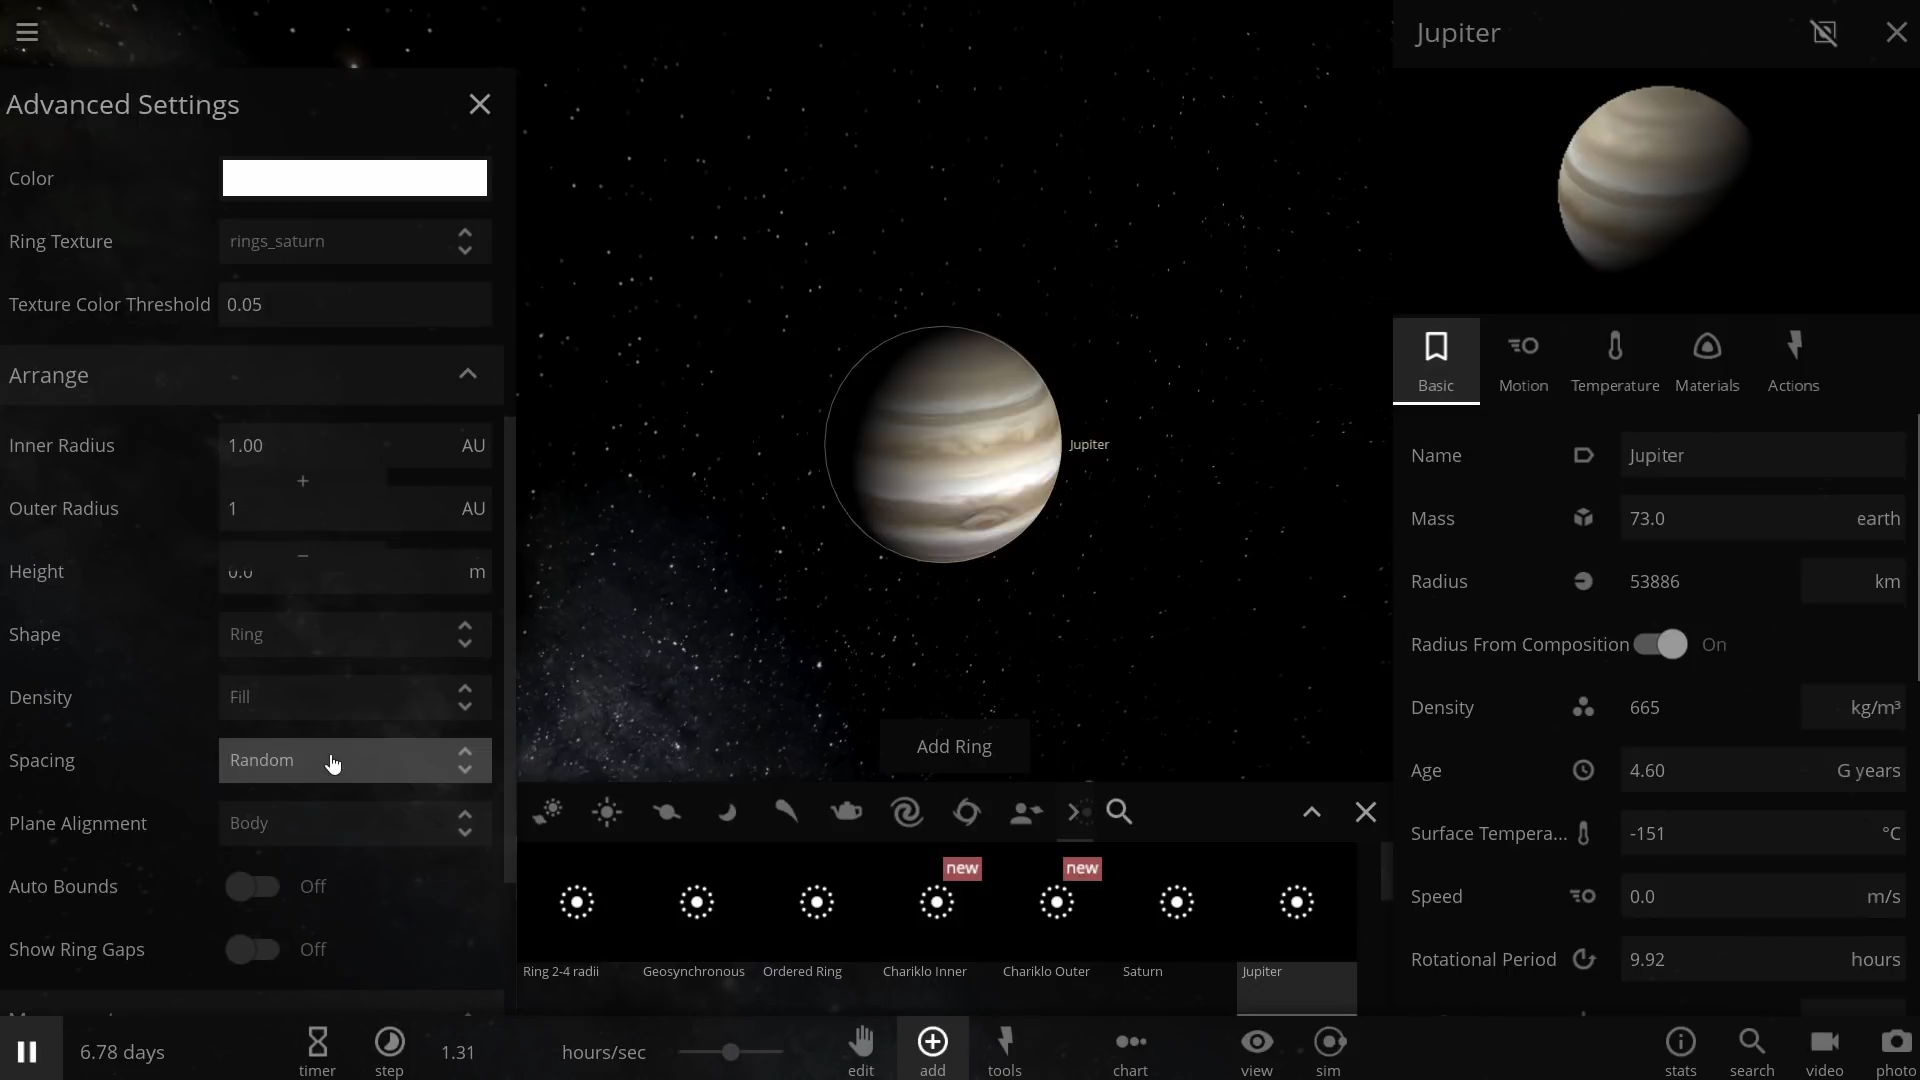 Jupiter
Advanced Settings
Color
Ring Texture rings_saturn
Texture Color Threshold 0.05
Arrange
Inner Radius 1.00 AU
+
Outer Radius 1 AU
−
Height 0.0 m
Shape Ring
Density Fill
Spacing Random
Plane Alignment Body
Auto Bounds Off
Show Ring Gaps Off
Jupiter
Add Ring
new new
Ring 2-4 radii Geosynchronous Ordered Ring Chariklo Inner Chariklo Outer Saturn Jupiter
Basic Motion Temperature Materials Actions
Name Jupiter
Mass 73.0 earth
Radius 53886 km
Radius From Composition On
Density 665 kg/m³
Age 4.60 G years
Surface Tempera... -151 °C
Speed 0.0 m/s
Rotational Period 9.92 hours
6.78 days timer step 1.31 hours/sec edit add tools chart view sim stats search video photo